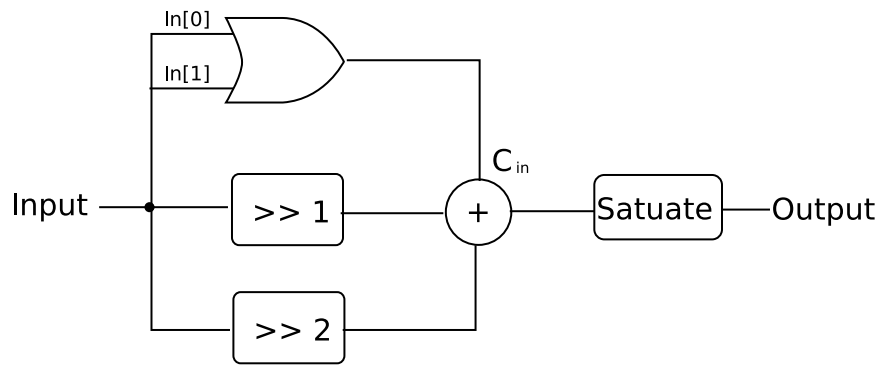 In[0]
In[1]
C in
Input
>> 1
+
Satuate
Output
>> 2